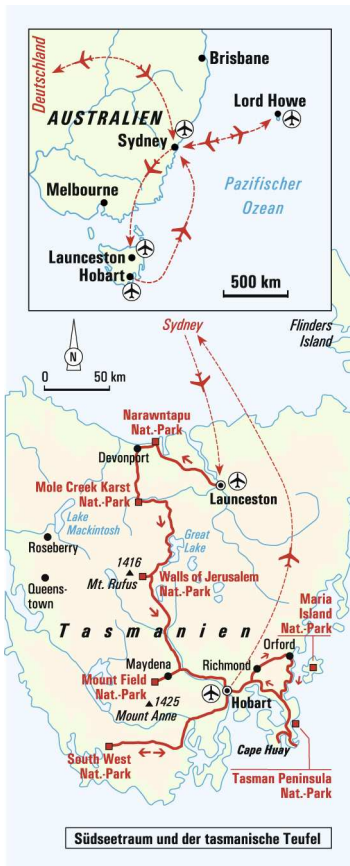 Deutschland
Brisbane
Lord Howe
AUSTRALIEN
Sydney
Melbourne
Pazifischer
Ozean
Launceston
Hobart
500 km
Sydney
Flinders
Island
N
0 50 km
Narawntapu
Nat.-Park
Devonport
Mole Creek Karst
Nat.-Park
Launceston
Lake
Mackintosh
Great
Lake
Roseberry
1416
Mt. Rufus
Walls of Jerusalem
Nat.-Park
Queens-
town
Maria
Island
Nat.-Park
Tasmanien
Orford
Maydena
Richmond
Mount Field
Nat.-Park
1425
Mount Anne
Hobart
South West
Nat.-Park
Cape Huay
Tasman Peninsula
Nat.-Park
Südseetraum und der tasmanische Teufel